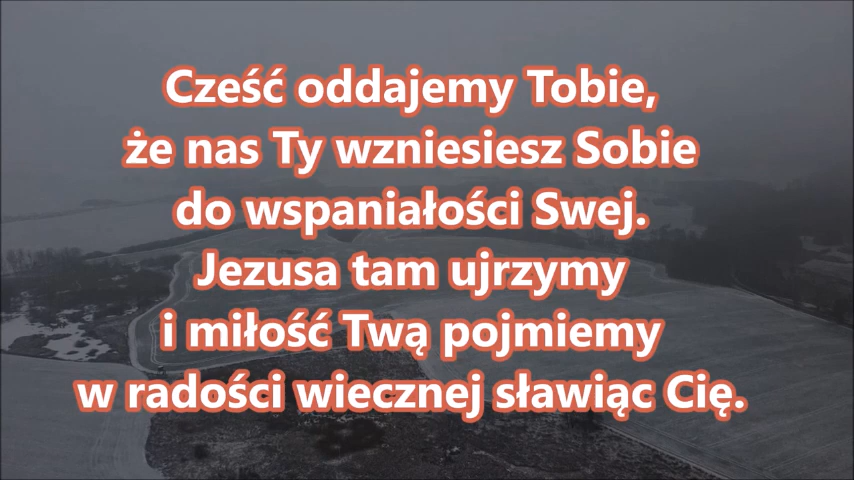 Cześć oddajemy Tobie,
że nas Ty wzniesiesz Sobie
do wspaniałości Swej.
Jezusa tam ujrzymy
i miłość Twą pojmiemy
w radości wiecznej sławiąc Cię.